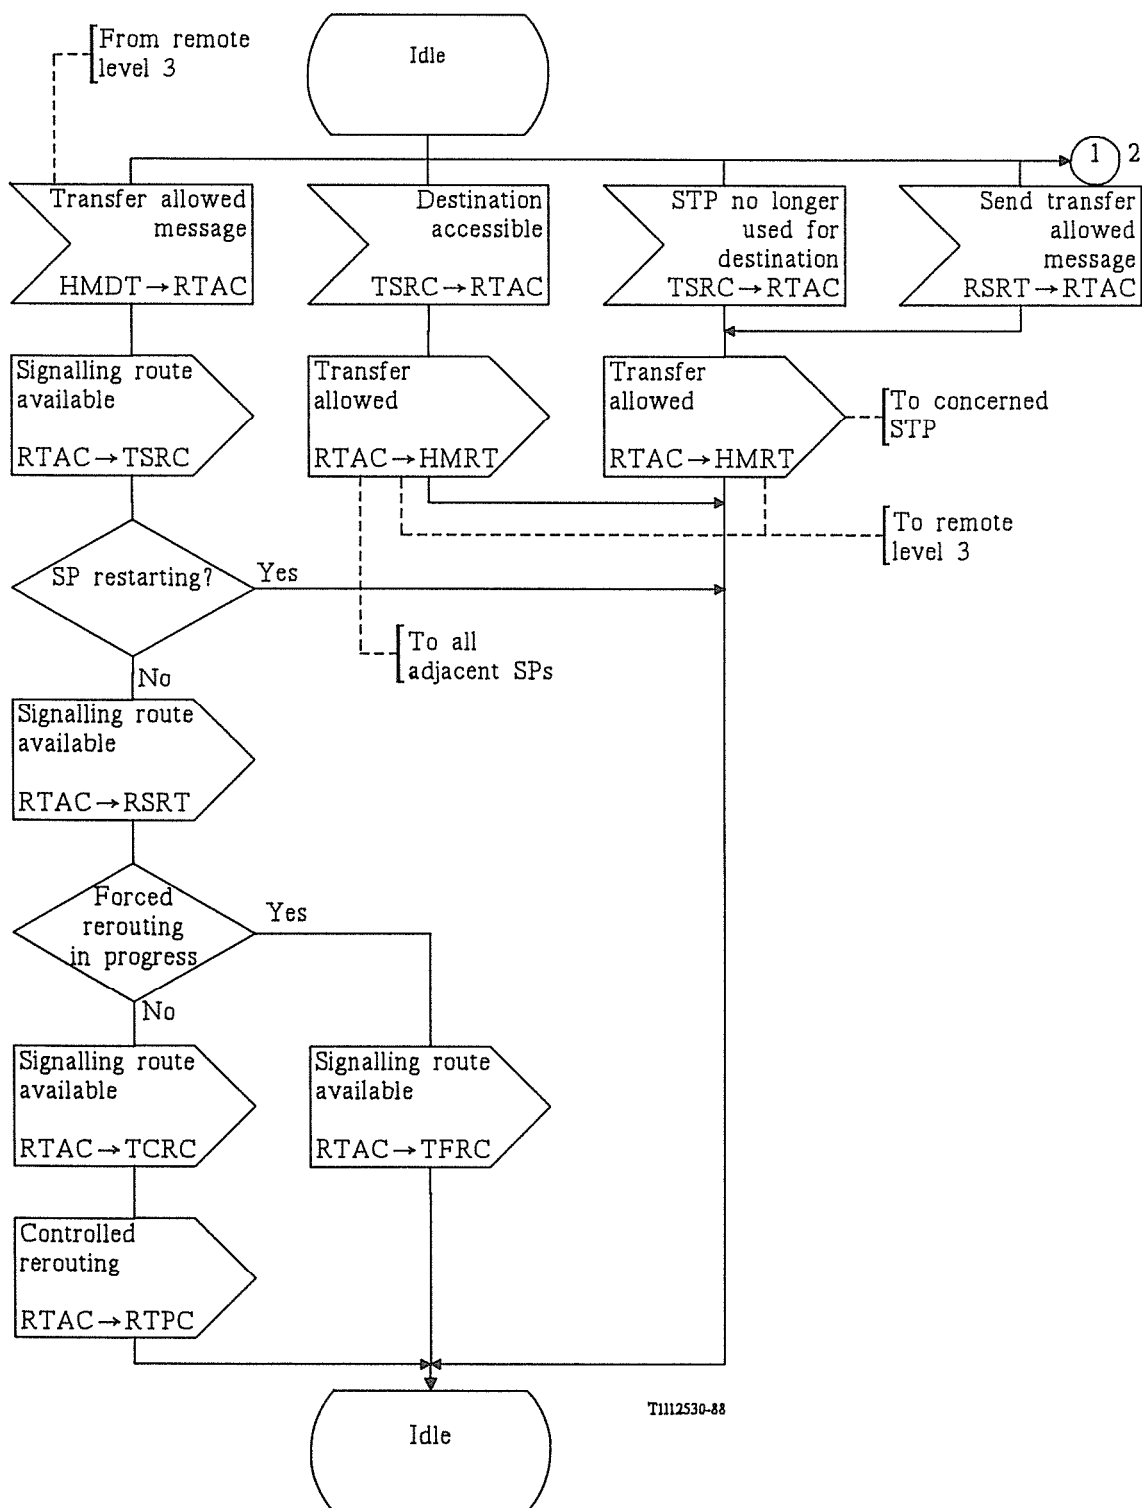 From remote
level 3
Idle
1
2
Transfer allowed
message
HMDT→RTAC
Destination
accessible
TSRC→RTAC
STP no longer
used for
destination
TSRC→RTAC
Send transfer
allowed
message
RSRT→RTAC
Signalling route
available
RTAC→TSRC
Transfer
allowed
RTAC→HMRT
Transfer
allowed
RTAC→HMRT
To concerned
STP
To remote
level 3
SP restarting?
Yes
To all
adjacent SPs
No
Signalling route
available
RTAC→RSRT
Forced
rerouting
in progress
Yes
No
Signalling route
available
RTAC→TCRC
Signalling route
available
RTAC→TFRC
Controlled
rerouting
RTAC→RTPC
Idle
T1112530-88